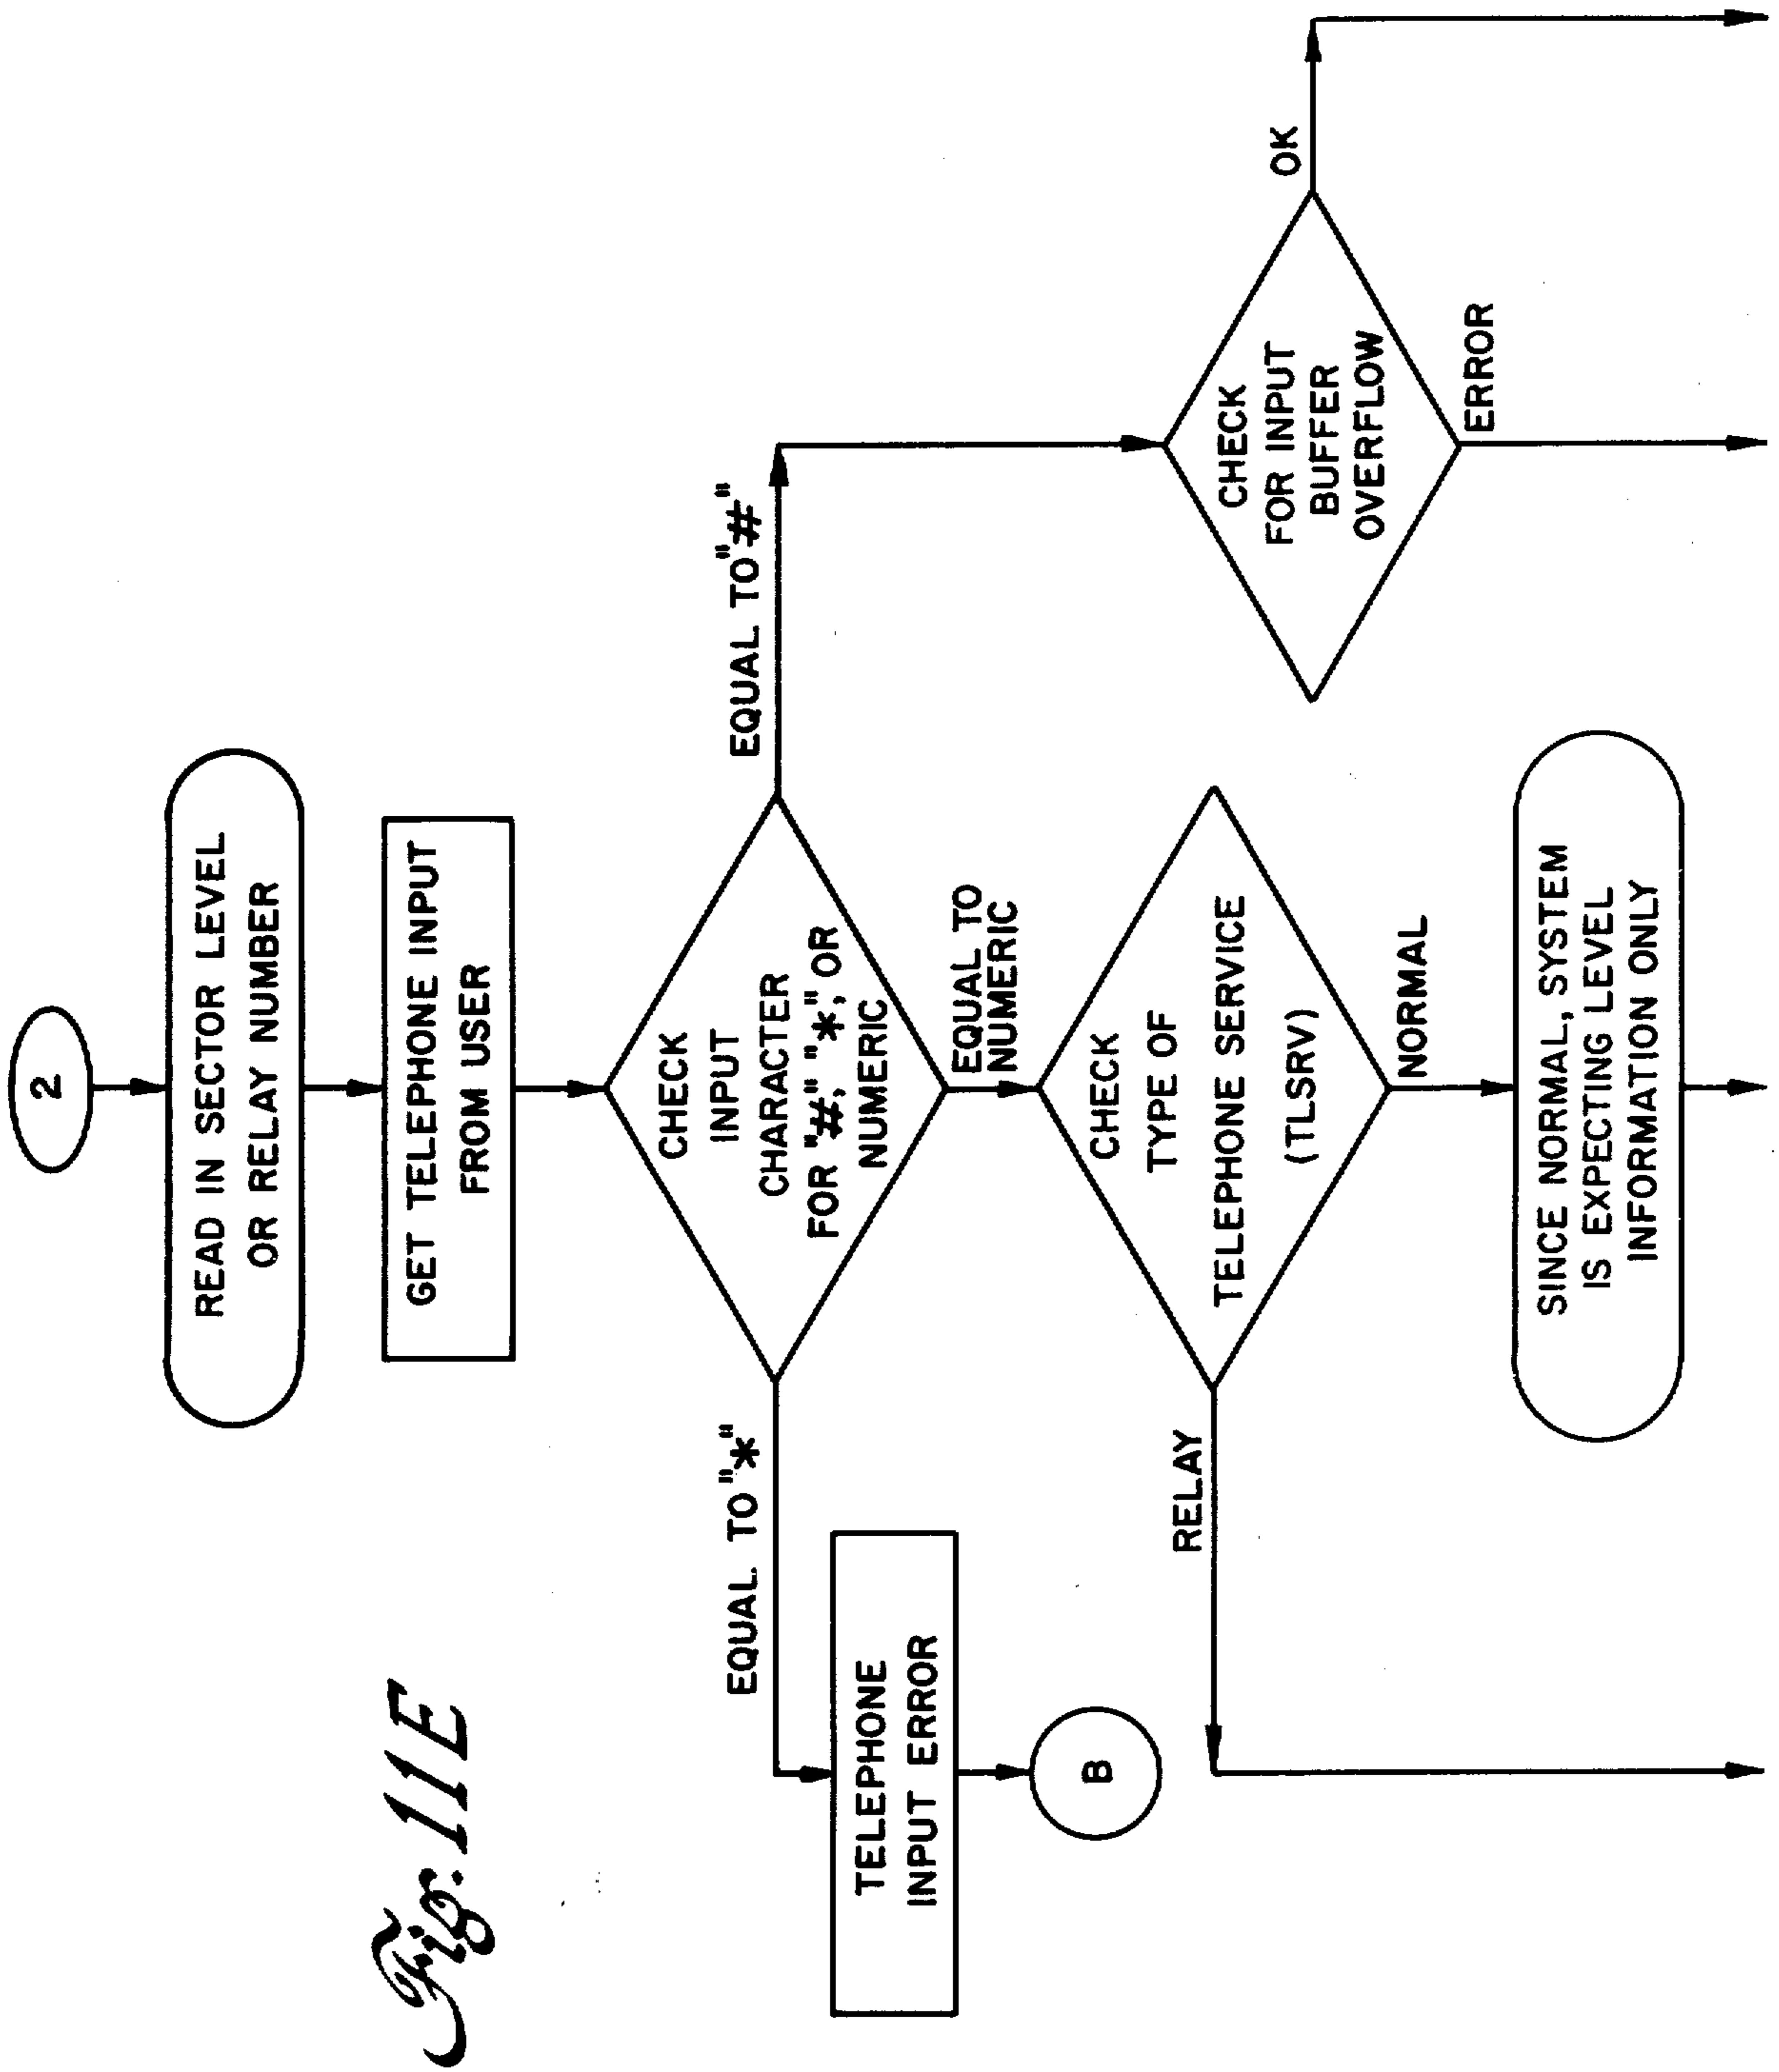 Fig. 11E
2
READ IN SECTOR LEVEL
OR RELAY NUMBER
GET TELEPHONE INPUT
FROM USER
CHECK
INPUT
CHARACTER
FOR "#", "*", OR
NUMERIC
EQUAL TO "*"
EQUAL TO "#"
EQUAL TO
NUMERIC
TELEPHONE
INPUT ERROR
B
CHECK
TYPE OF
TELEPHONE SERVICE
(TLSRV)
RELAY
NORMAL
SINCE NORMAL, SYSTEM
IS EXPECTING LEVEL
INFORMATION ONLY
CHECK
FOR INPUT
BUFFER
OVERFLOW
OK
ERROR